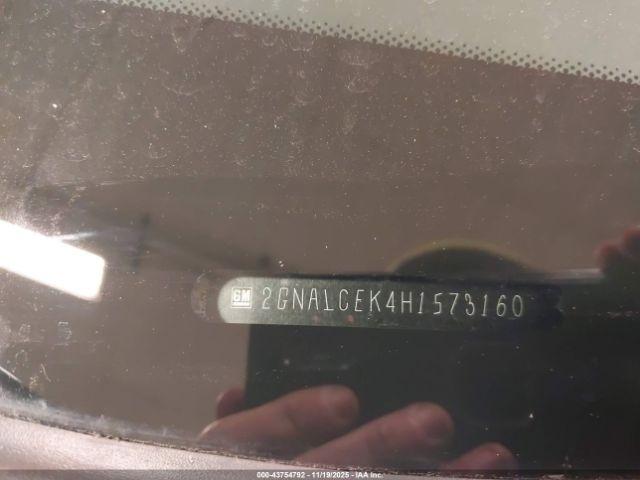 GM 2GNALCEK4H1573160
000-43754792 - 11/19/2025 - IAA Inc.